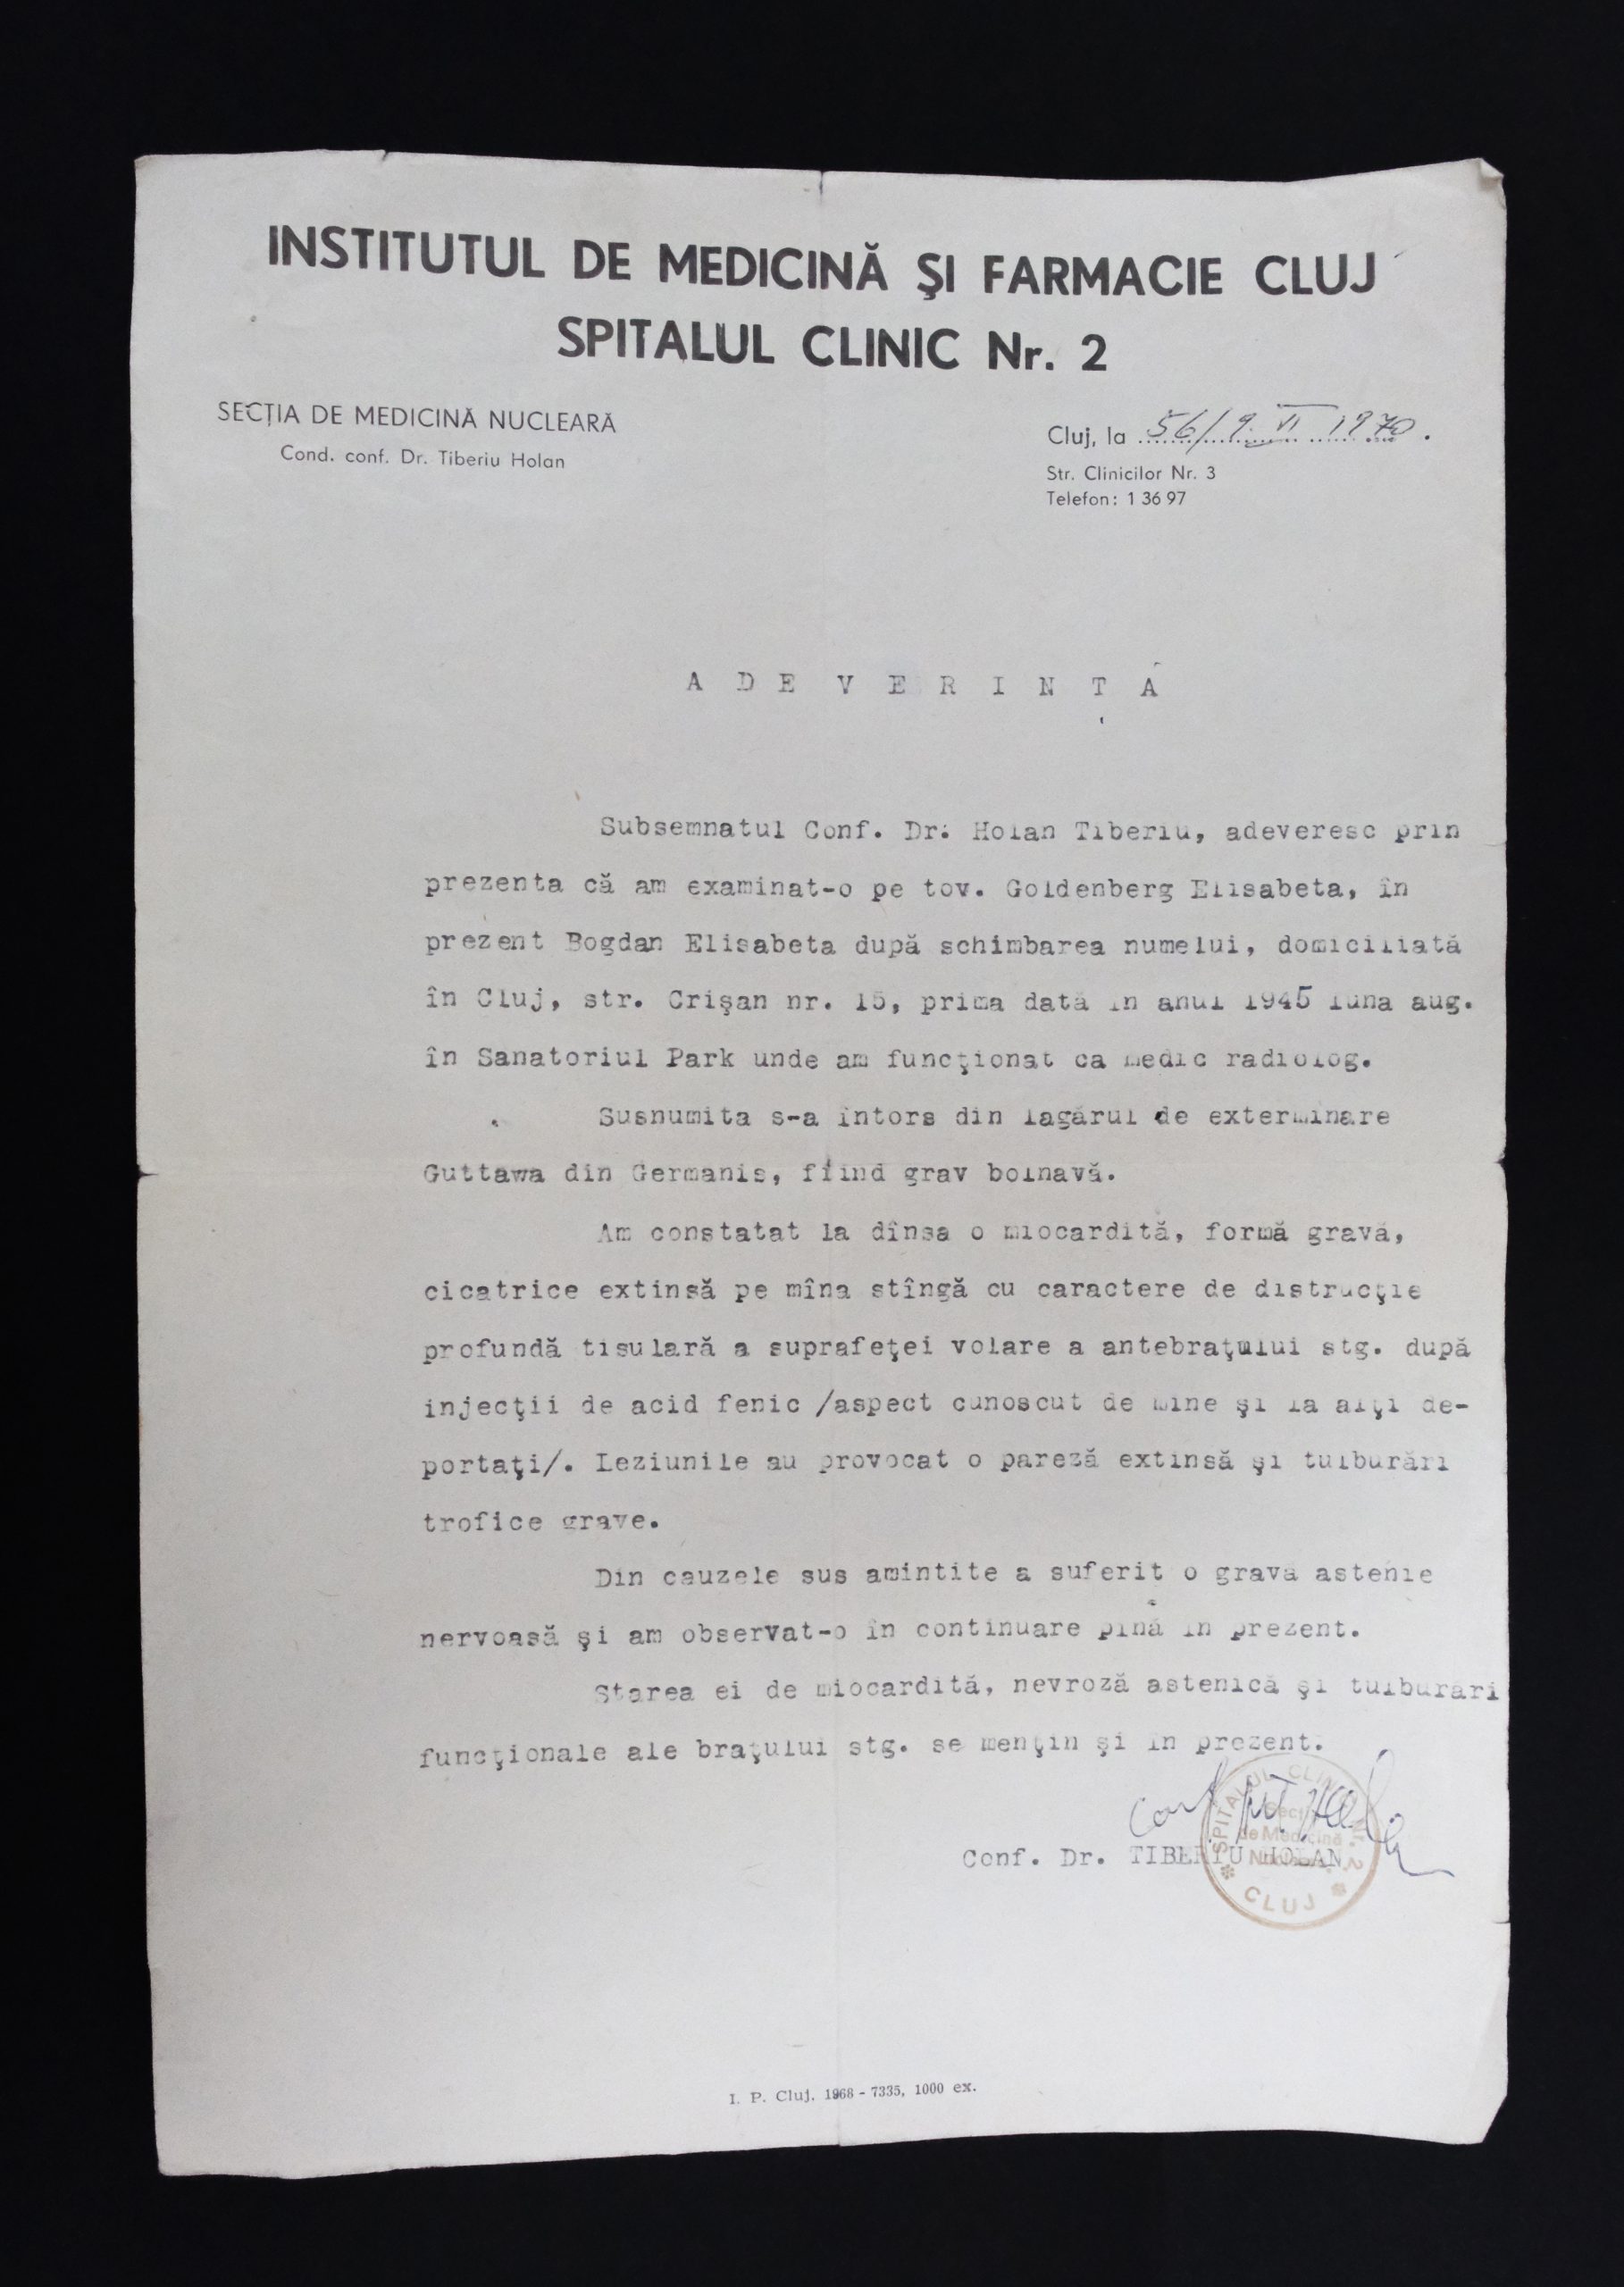 INSTITUTUL DE MEDICINĂ ŞI FARMACIE CLUJ
SPITALUL CLINIC Nr. 2
SECŢIA DE MEDICINĂ NUCLEARĂ
Cond. conf. Dr. Tiberiu Holan
Cluj, la 56/9. VI 1970.
Str. Clinicilor Nr. 3
Telefon: 1 36 97
A D E V E R I N Ţ Ă
Subsemnatul Conf. Dr. Holan Tiberiu, adeveresc prin
prezenta că am examinat-o pe tov. Goldenberg Elisabeta, în
prezent Bogdan Elisabeta după schimbarea numelui, domiciliată
în Cluj, str. Crişan nr. 15, prima dată în anul 1945 luna aug.
în Sanatoriul Park unde am funcţionat ca medic radiolog.
Susnumita s-a întors din lagărul de exterminare
Guttawa din Germanis, fiind grav bolnavă.
Am constatat la dînsa o miocardită, formă gravă,
cicatrice extinsă pe mîna stîngă cu caractere de distrucţie
profundă tisulară a suprafeţei volare a antebraţului stg. după
injecţii de acid fenic /aspect cunoscut de mine şi la alţi de-
portaţi/. Leziunile au provocat o pareză extinsă şi tulburări
trofice grave.
Din cauzele sus amintite a suferit o gravă astenie
nervoasă şi am observat-o în continuare pînă în prezent.
Starea ei de miocardită, nevroză astenică şi tulburări
funcţionale ale braţului stg. se menţin şi în prezent.
Conf. Dr. TIBERIU HOLAN
SPITALUL CLINIC NR. 2
Secţia
de Medicină
Nucleară
CLUJ
I. P. Cluj. 1968 - 7335, 1000 ex.